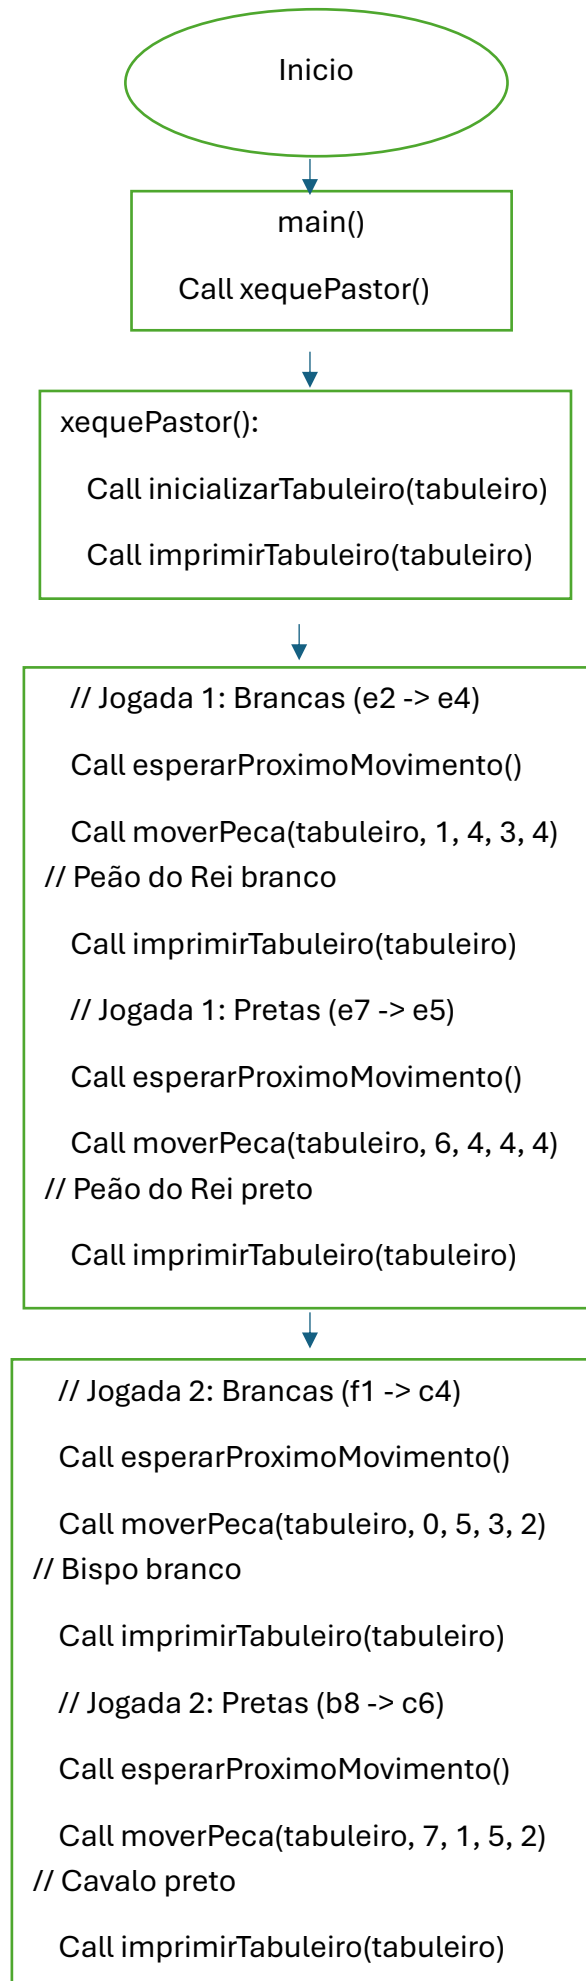 Inicio
main()
Call xequePastor()
xequePastor():
Call inicializarTabuleiro(tabuleiro)
Call imprimirTabuleiro(tabuleiro)
// Jogada 1: Brancas (e2 -> e4)
Call esperarProximoMovimento()
Call moverPeca(tabuleiro, 1, 4, 3, 4)
// Peão do Rei branco
Call imprimirTabuleiro(tabuleiro)
// Jogada 1: Pretas (e7 -> e5)
Call esperarProximoMovimento()
Call moverPeca(tabuleiro, 6, 4, 4, 4)
// Peão do Rei preto
Call imprimirTabuleiro(tabuleiro)
// Jogada 2: Brancas (f1 -> c4)
Call esperarProximoMovimento()
Call moverPeca(tabuleiro, 0, 5, 3, 2)
// Bispo branco
Call imprimirTabuleiro(tabuleiro)
// Jogada 2: Pretas (b8 -> c6)
Call esperarProximoMovimento()
Call moverPeca(tabuleiro, 7, 1, 5, 2)
// Cavalo preto
Call imprimirTabuleiro(tabuleiro)